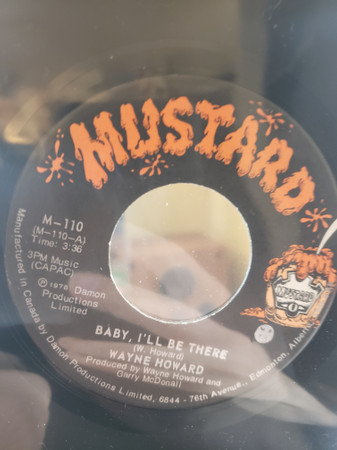 MUSTARD
M-110
(M-110-A)
Time: 3:36
3PM Music
(CAPAC)
℗ 1978 Damon
Productions
Limited
BABY, I'LL BE THERE
(W. Howard)
WAYNE HOWARD
Produced by Wayne Howard and
Garry McDonall
Manufactured in Canada by Damon Productions Limited, 6844 - 76th Avenue., Edmonton, Alberta